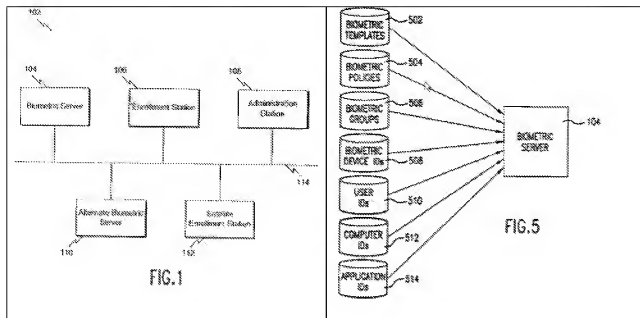 102
104
Biometric Server
106
Enrollment Station
108
Administration
Station
114
Alternate Biometric
Server
110
Satellite
Enrollment Station
112
FIG.1
BIOMETRIC
TEMPLATES
502
BIOMETRIC
POLICIES
504
BIOMETRIC
GROUPS
506
BIOMETRIC
DEVICE IDs
508
USER
IDs
510
COMPUTER
IDs
512
APPLICATION
IDs
514
BIOMETRIC
SERVER
104
FIG.5